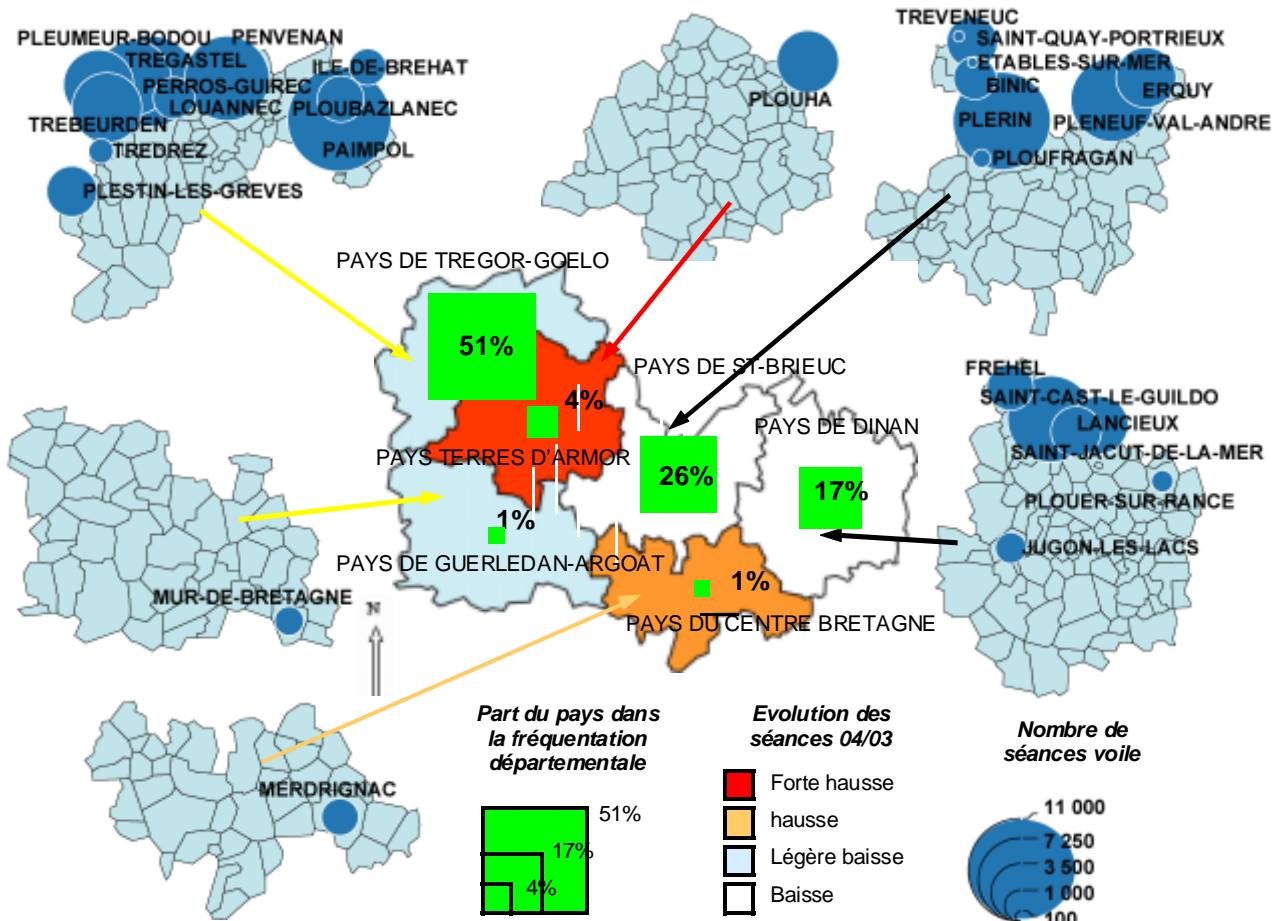 PLEUMEUR-BODOU
PENVENAN
TREGASTEL
ILE-DE-BREHAT
PERROS-GUIREC
LOUANNEC
PLOUBAZLANEC
TREBEURDEN
TREDREZ
PAIMPOL
PLESTIN-LES-GREVES
PLOUHA
TREVENEUC
SAINT-QUAY-PORTRIEUX
ETABLES-SUR-MER
BINIC
ERQUY
PLERIN
PLENEUF-VAL-ANDRE
PLOUFRAGAN
PAYS DE TREGOR-GOELO
51%
PAYS DE ST-BRIEUC
4%
PAYS DE DINAN
PAYS TERRES D'ARMOR
26%
17%
1%
PAYS DE GUERLEDAN-ARGOAT
1%
PAYS DU CENTRE BRETAGNE
FREHEL
SAINT-CAST-LE-GUILDO
LANCIEUX
SAINT-JACUT-DE-LA-MER
PLOUER-SUR-RANCE
JUGON-LES-LACS
MUR-DE-BRETAGNE
N
MERDRIGNAC
Part du pays dans
la fréquentation
départementale
51%
17%
4%
Evolution des
séances 04/03
Forte hausse
hausse
Légère baisse
Baisse
Nombre de
séances voile
11 000
7 250
3 500
1 000
100